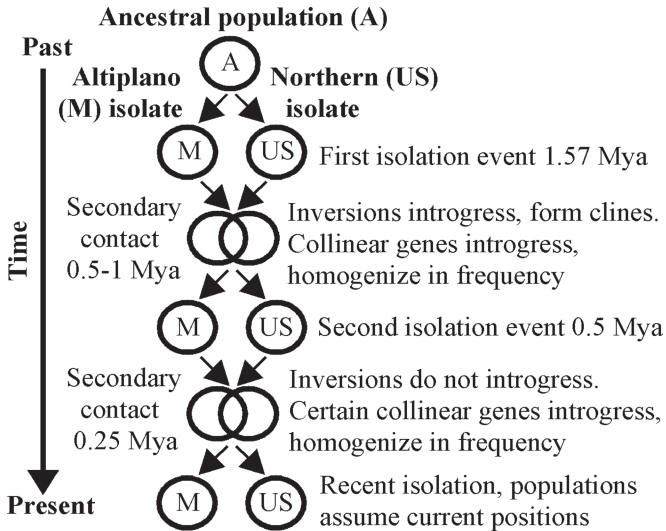 Ancestral population (A)
Past
A
Altiplano
(M) isolate
Northern (US)
isolate
M
US
First isolation event 1.57 Mya
Secondary
contact
0.5-1 Mya
Inversions introgress, form clines.
Collinear genes introgress,
homogenize in frequency
Time
M
US
Second isolation event 0.5 Mya
Secondary
contact
0.25 Mya
Inversions do not introgress.
Certain collinear genes introgress,
homogenize in frequency
Present
M
US
Recent isolation, populations
assume current positions